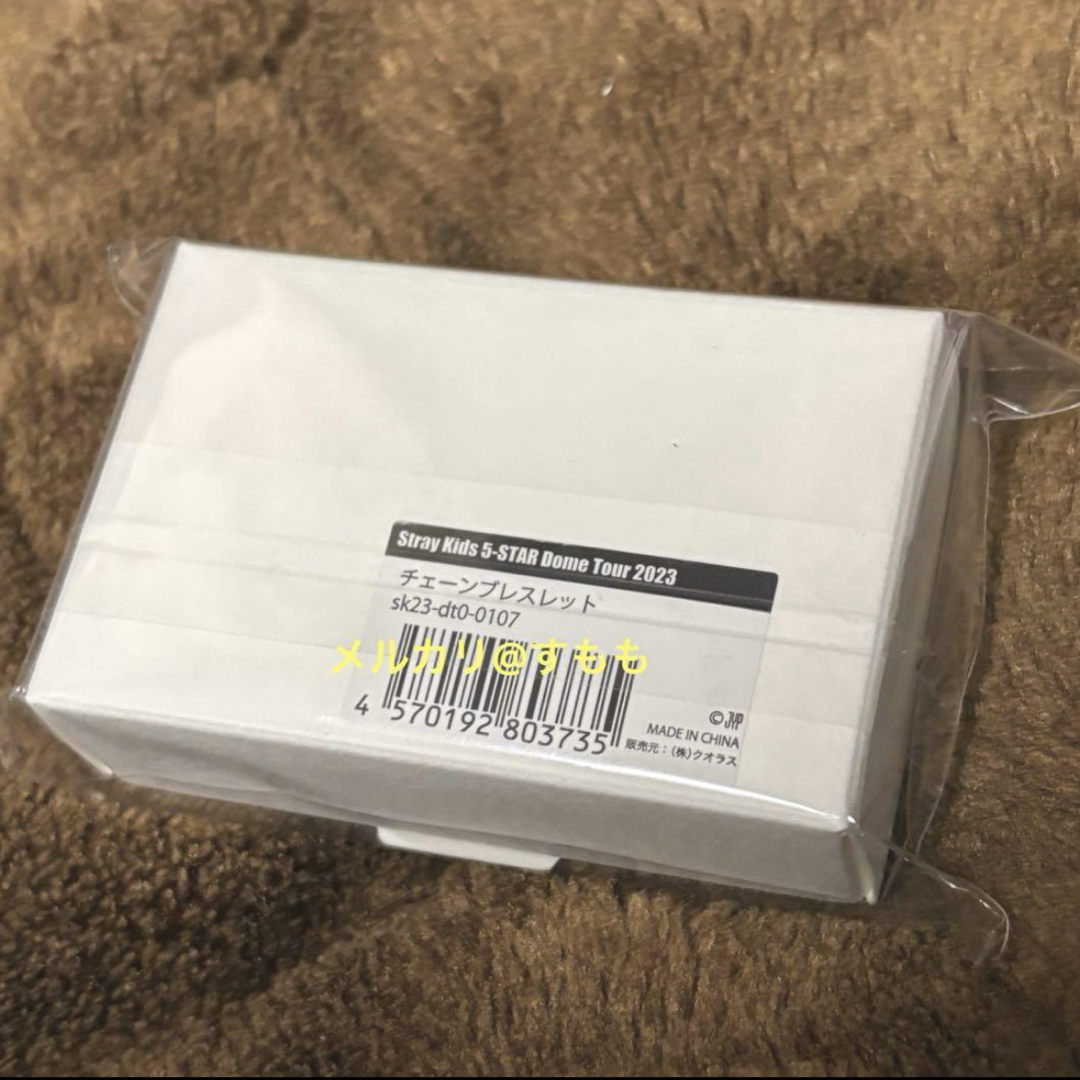 Stray Kids 5-STAR Dome Tour 2023
チェーンブレスレット
sk23-dt0-0107
メルカリ@すもも
4 570192 803735
© JYP
MADE IN CHINA
販売元：(株)クオラス